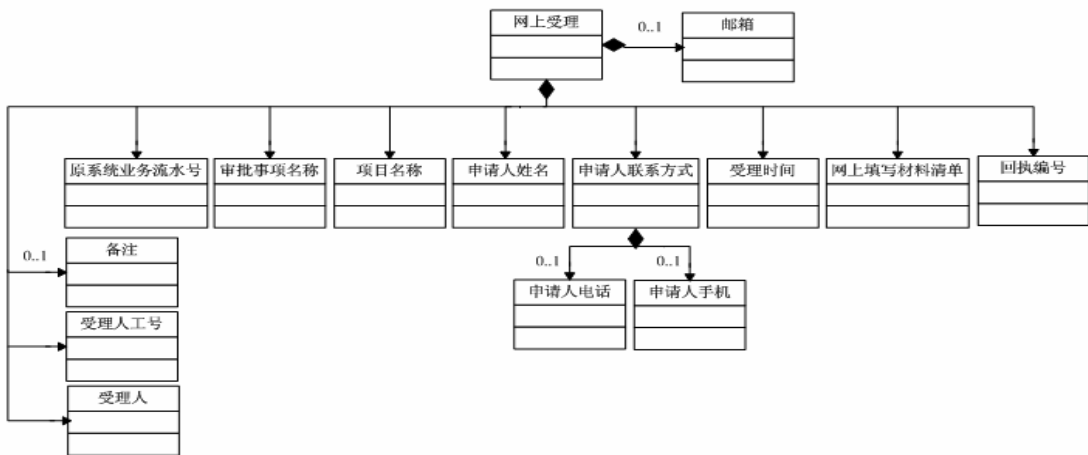 网上受理
0..1
邮箱
原系统业务流水号
审批事项名称
项目名称
申请人姓名
申请人联系方式
受理时间
网上填写材料清单
回执编号
0..1
备注
0..1
0..1
申请人电话
申请人手机
受理人工号
受理人